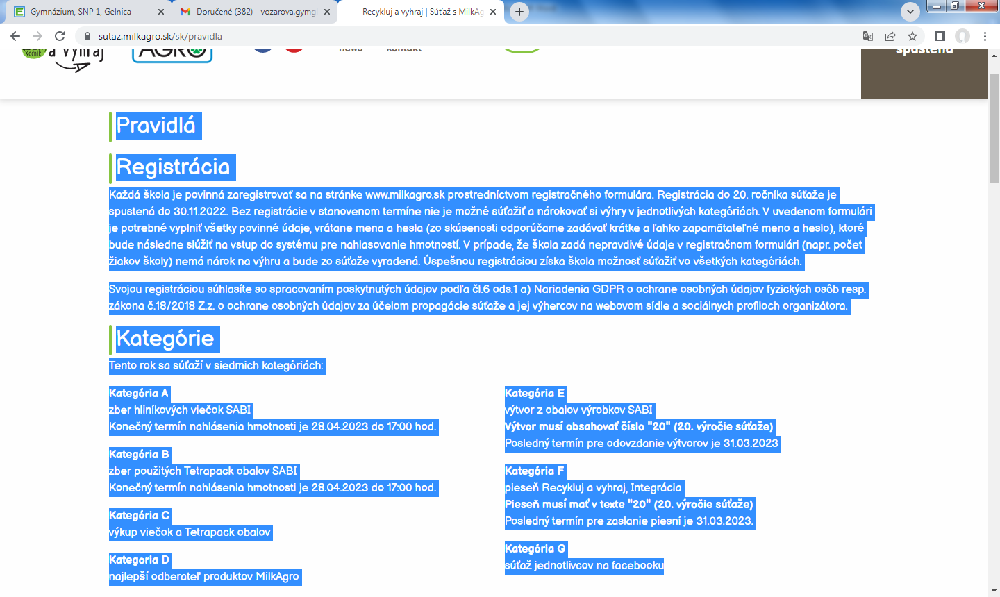 Gymnázium, SNP 1, Gelnica
Doručené (382) - vozarova.gymg
Recykluj a vyhraj | Súťaž s MilkAg
sutaz.milkagro.sk/sk/pravidla
Ročník
a vyhraj
AGRO
news
kontakt
spustená
Pravidlá
Registrácia
Každá škola je povinná zaregistrovať sa na stránke www.milkagro.sk prostredníctvom registračného formulára. Registrácia do 20. ročníka súťaže je
spustená do 30.11.2022. Bez registrácie v stanovenom termíne nie je možné súťažiť a nárokovať si výhry v jednotlivých kategóriách. V uvedenom formulári
je potrebné vyplniť všetky povinné údaje, vrátane mena a hesla (zo skúsenosti odporúčame zadávať krátke a ľahko zapamätateľné meno a heslo), ktoré
bude následne slúžiť na vstup do systému pre nahlasovanie hmotností. V prípade, že škola zadá nepravdivé údaje v registračnom formulári (napr. počet
žiakov školy) nemá nárok na výhru a bude zo súťaže vyradená. Úspešnou registráciou získa škola možnosť súťažiť vo všetkých kategóriách.
Svojou registráciou súhlasíte so spracovaním poskytnutých údajov podľa čl.6 ods.1 a) Nariadenia GDPR o ochrane osobných údajov fyzických osôb resp.
zákona č.18/2018 Z.z. o ochrane osobných údajov za účelom propagácie súťaže a jej výhercov na webovom sídle a sociálnych profiloch organizátora.
Kategórie
Tento rok sa súťaží v siedmich kategóriách:
Kategória A
zber hliníkových viečok SABI
Konečný termín nahlásenia hmotnosti je 28.04.2023 do 17:00 hod.
Kategória B
zber použitých Tetrapack obalov SABI
Konečný termín nahlásenia hmotnosti je 28.04.2023 do 17:00 hod.
Kategória C
výkup viečok a Tetrapack obalov
Kategoria D
najlepší odberateľ produktov MilkAgro
Kategória E
výtvor z obalov výrobkov SABI
Výtvor musí obsahovať číslo "20" (20. výročie súťaže)
Posledný termín pre odovzdanie výtvorov je 31.03.2023
Kategória F
pieseň Recykluj a vyhraj, Integrácia
Pieseň musí mať v texte "20" (20. výročie súťaže)
Posledný termín pre zaslanie piesní je 31.03.2023.
Kategória G
súťaž jednotlivcov na facebooku